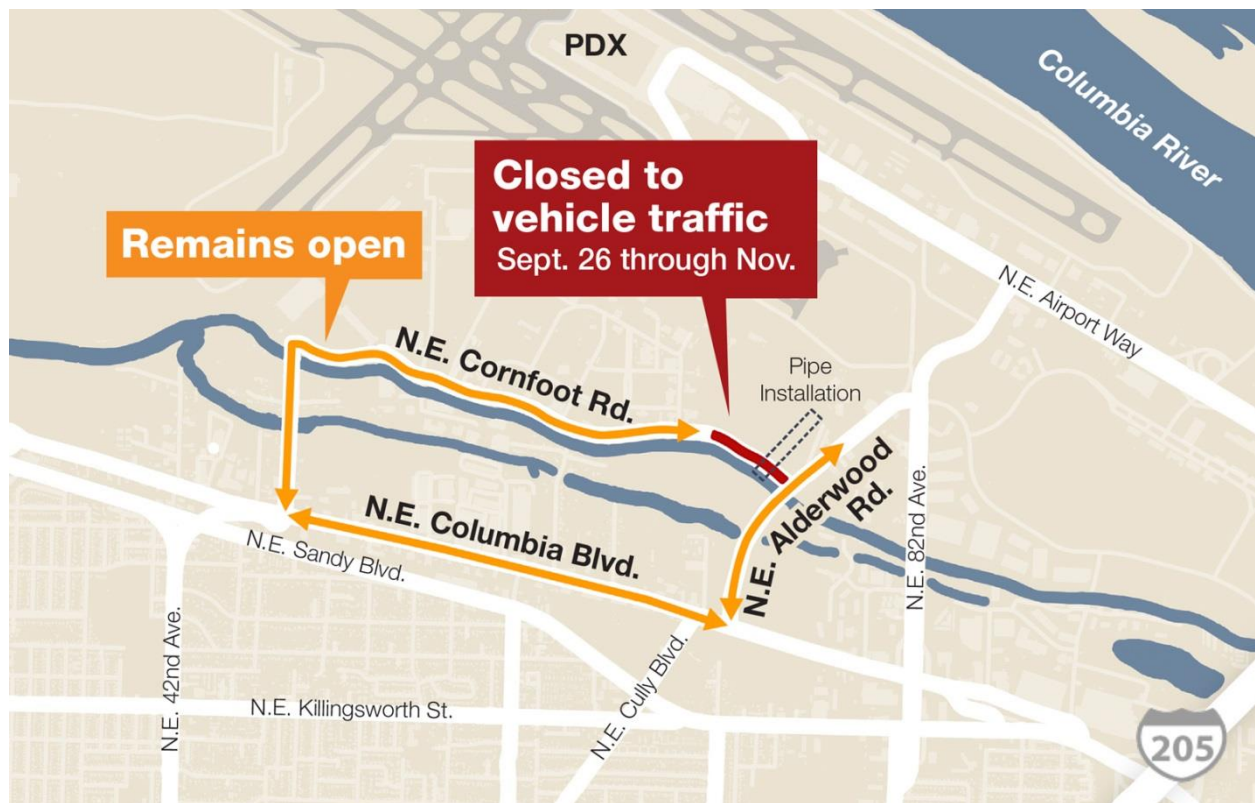 PDX
Columbia River
Closed to
vehicle traffic
Sept. 26 through Nov.
Remains open
N.E. Airport Way
N.E. Cornfoot Rd.
Pipe
Installation
N.E. Alderwood
Rd.
N.E. Columbia Blvd.
N.E. Sandy Blvd.
N.E. 82nd Ave.
N.E. 42nd Ave.
N.E. Cully Blvd.
N.E. Killingsworth St.
205